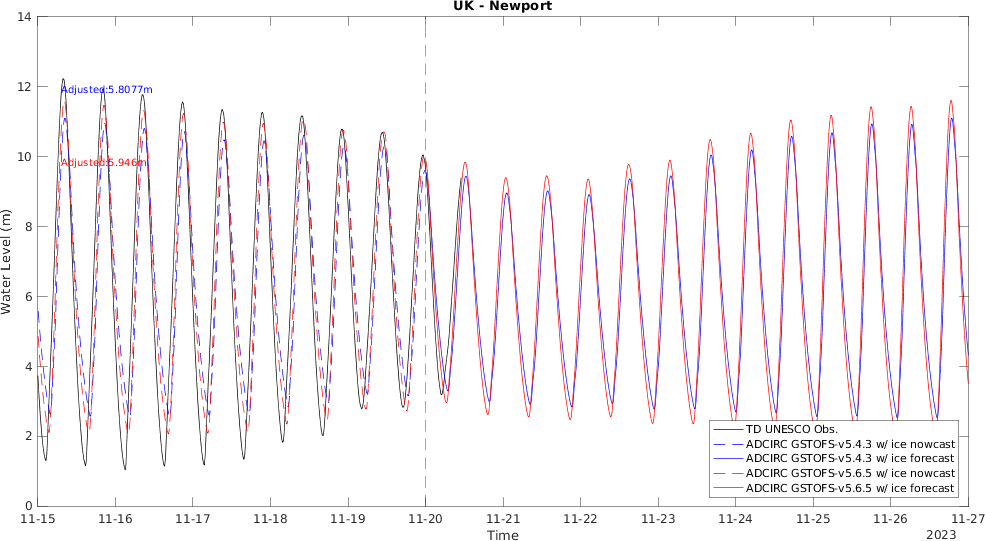 UK - Newport
14
12
10
8
6
4
2
0
Water Level (m)
Adjusted:5.8077m
Adjusted:5.946m
TD UNESCO Obs.
ADCIRC GSTOFS-v5.4.3 w/ ice nowcast
ADCIRC GSTOFS-v5.4.3 w/ ice forecast
ADCIRC GSTOFS-v5.6.5 w/ ice nowcast
ADCIRC GSTOFS-v5.6.5 w/ ice forecast
11-15 11-16 11-17 11-18 11-19 11-20 11-21 11-22 11-23 11-24 11-25 11-26 11-27
Time
2023